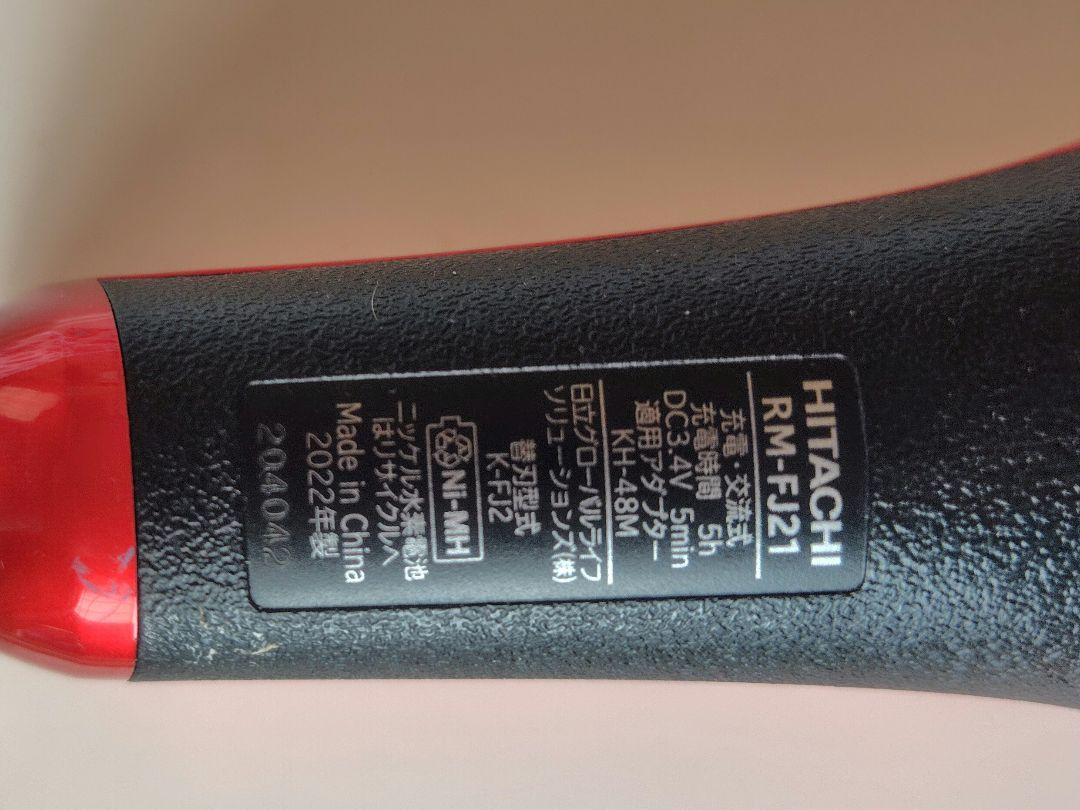 HITACHI
RM-FJ21
充電・交流式
充電時間 5h
5min
DC3.4V
適用アダプター
KH-48M
日立グローバルライフ
ソリューションズ(株)
替刃型式
K-FJ2
Ni-MH
ニッケル水素電池
はリサイクルへ
Made in China
2022年製
204042